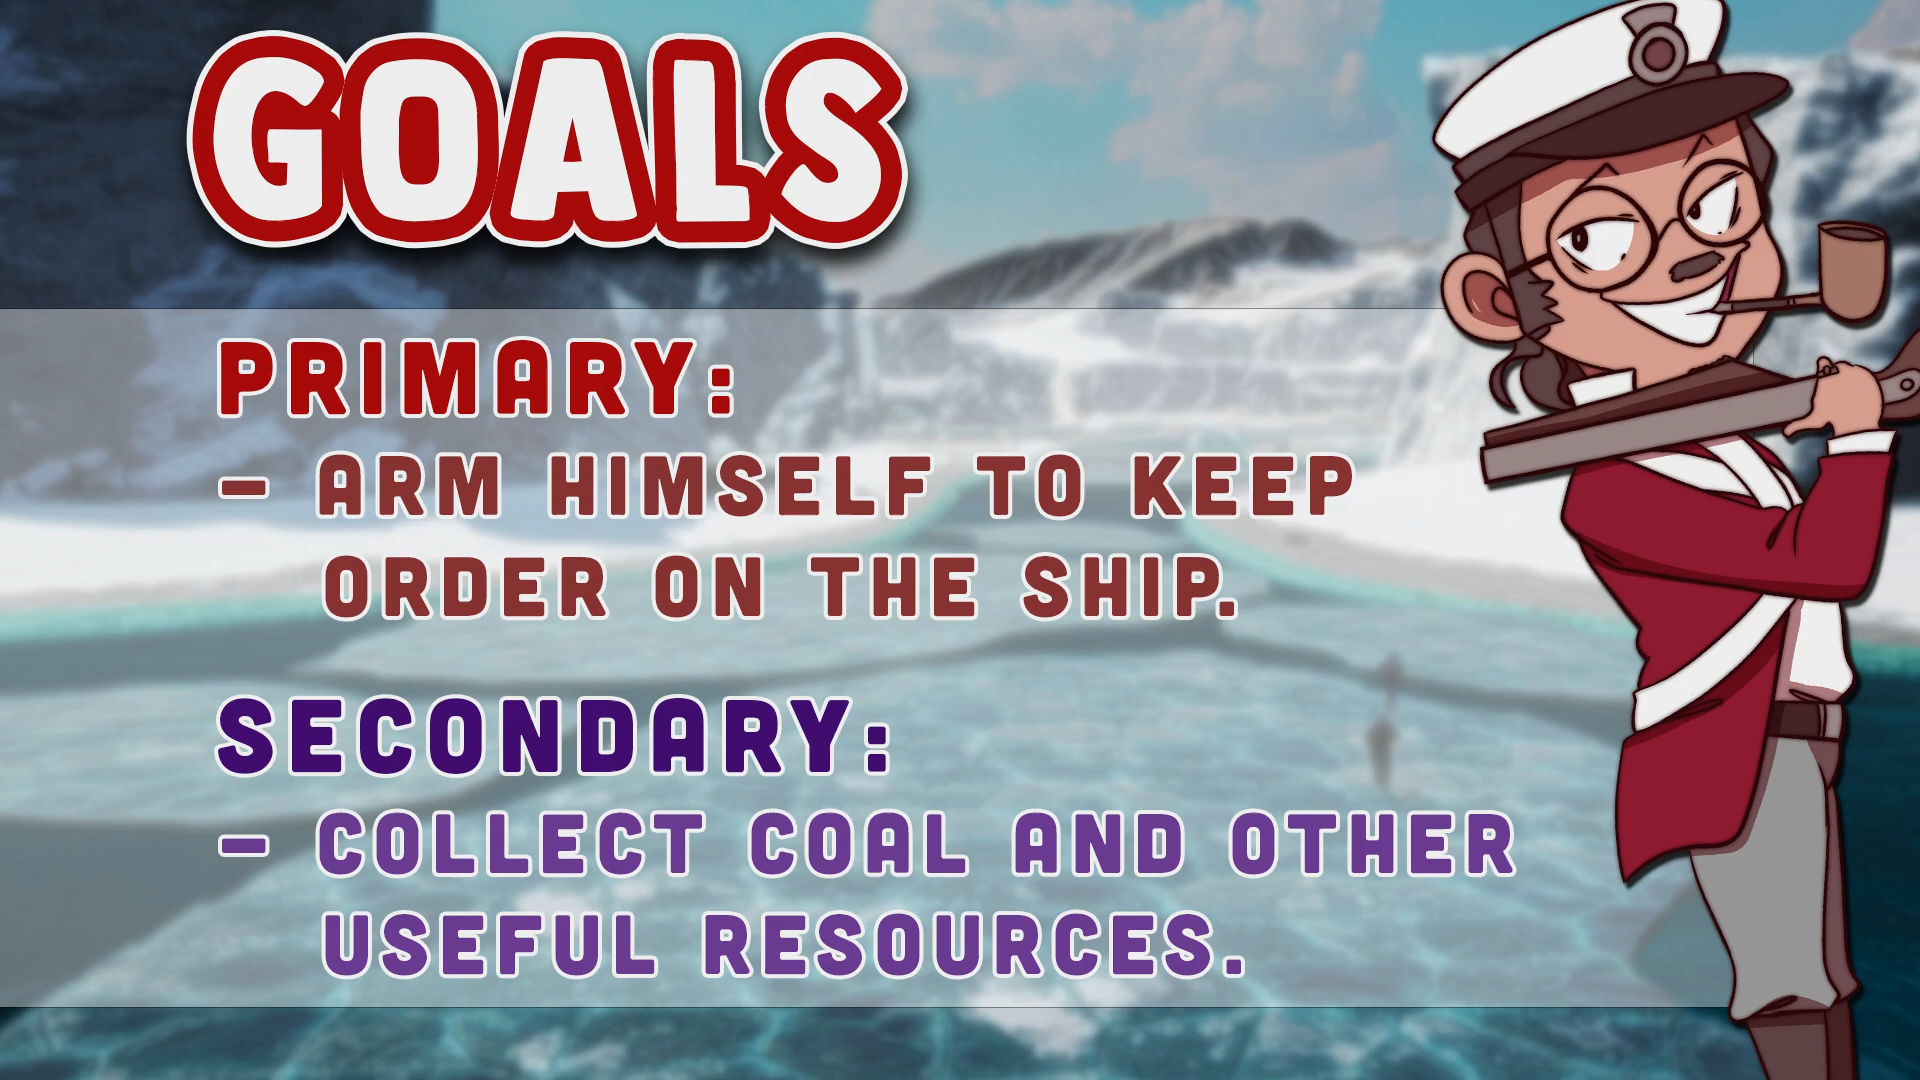 GOALS
PRIMARY:
- ARM HIMSELF TO KEEP
ORDER ON THE SHIP.
SECONDARY:
- COLLECT COAL AND OTHER
USEFUL RESOURCES.